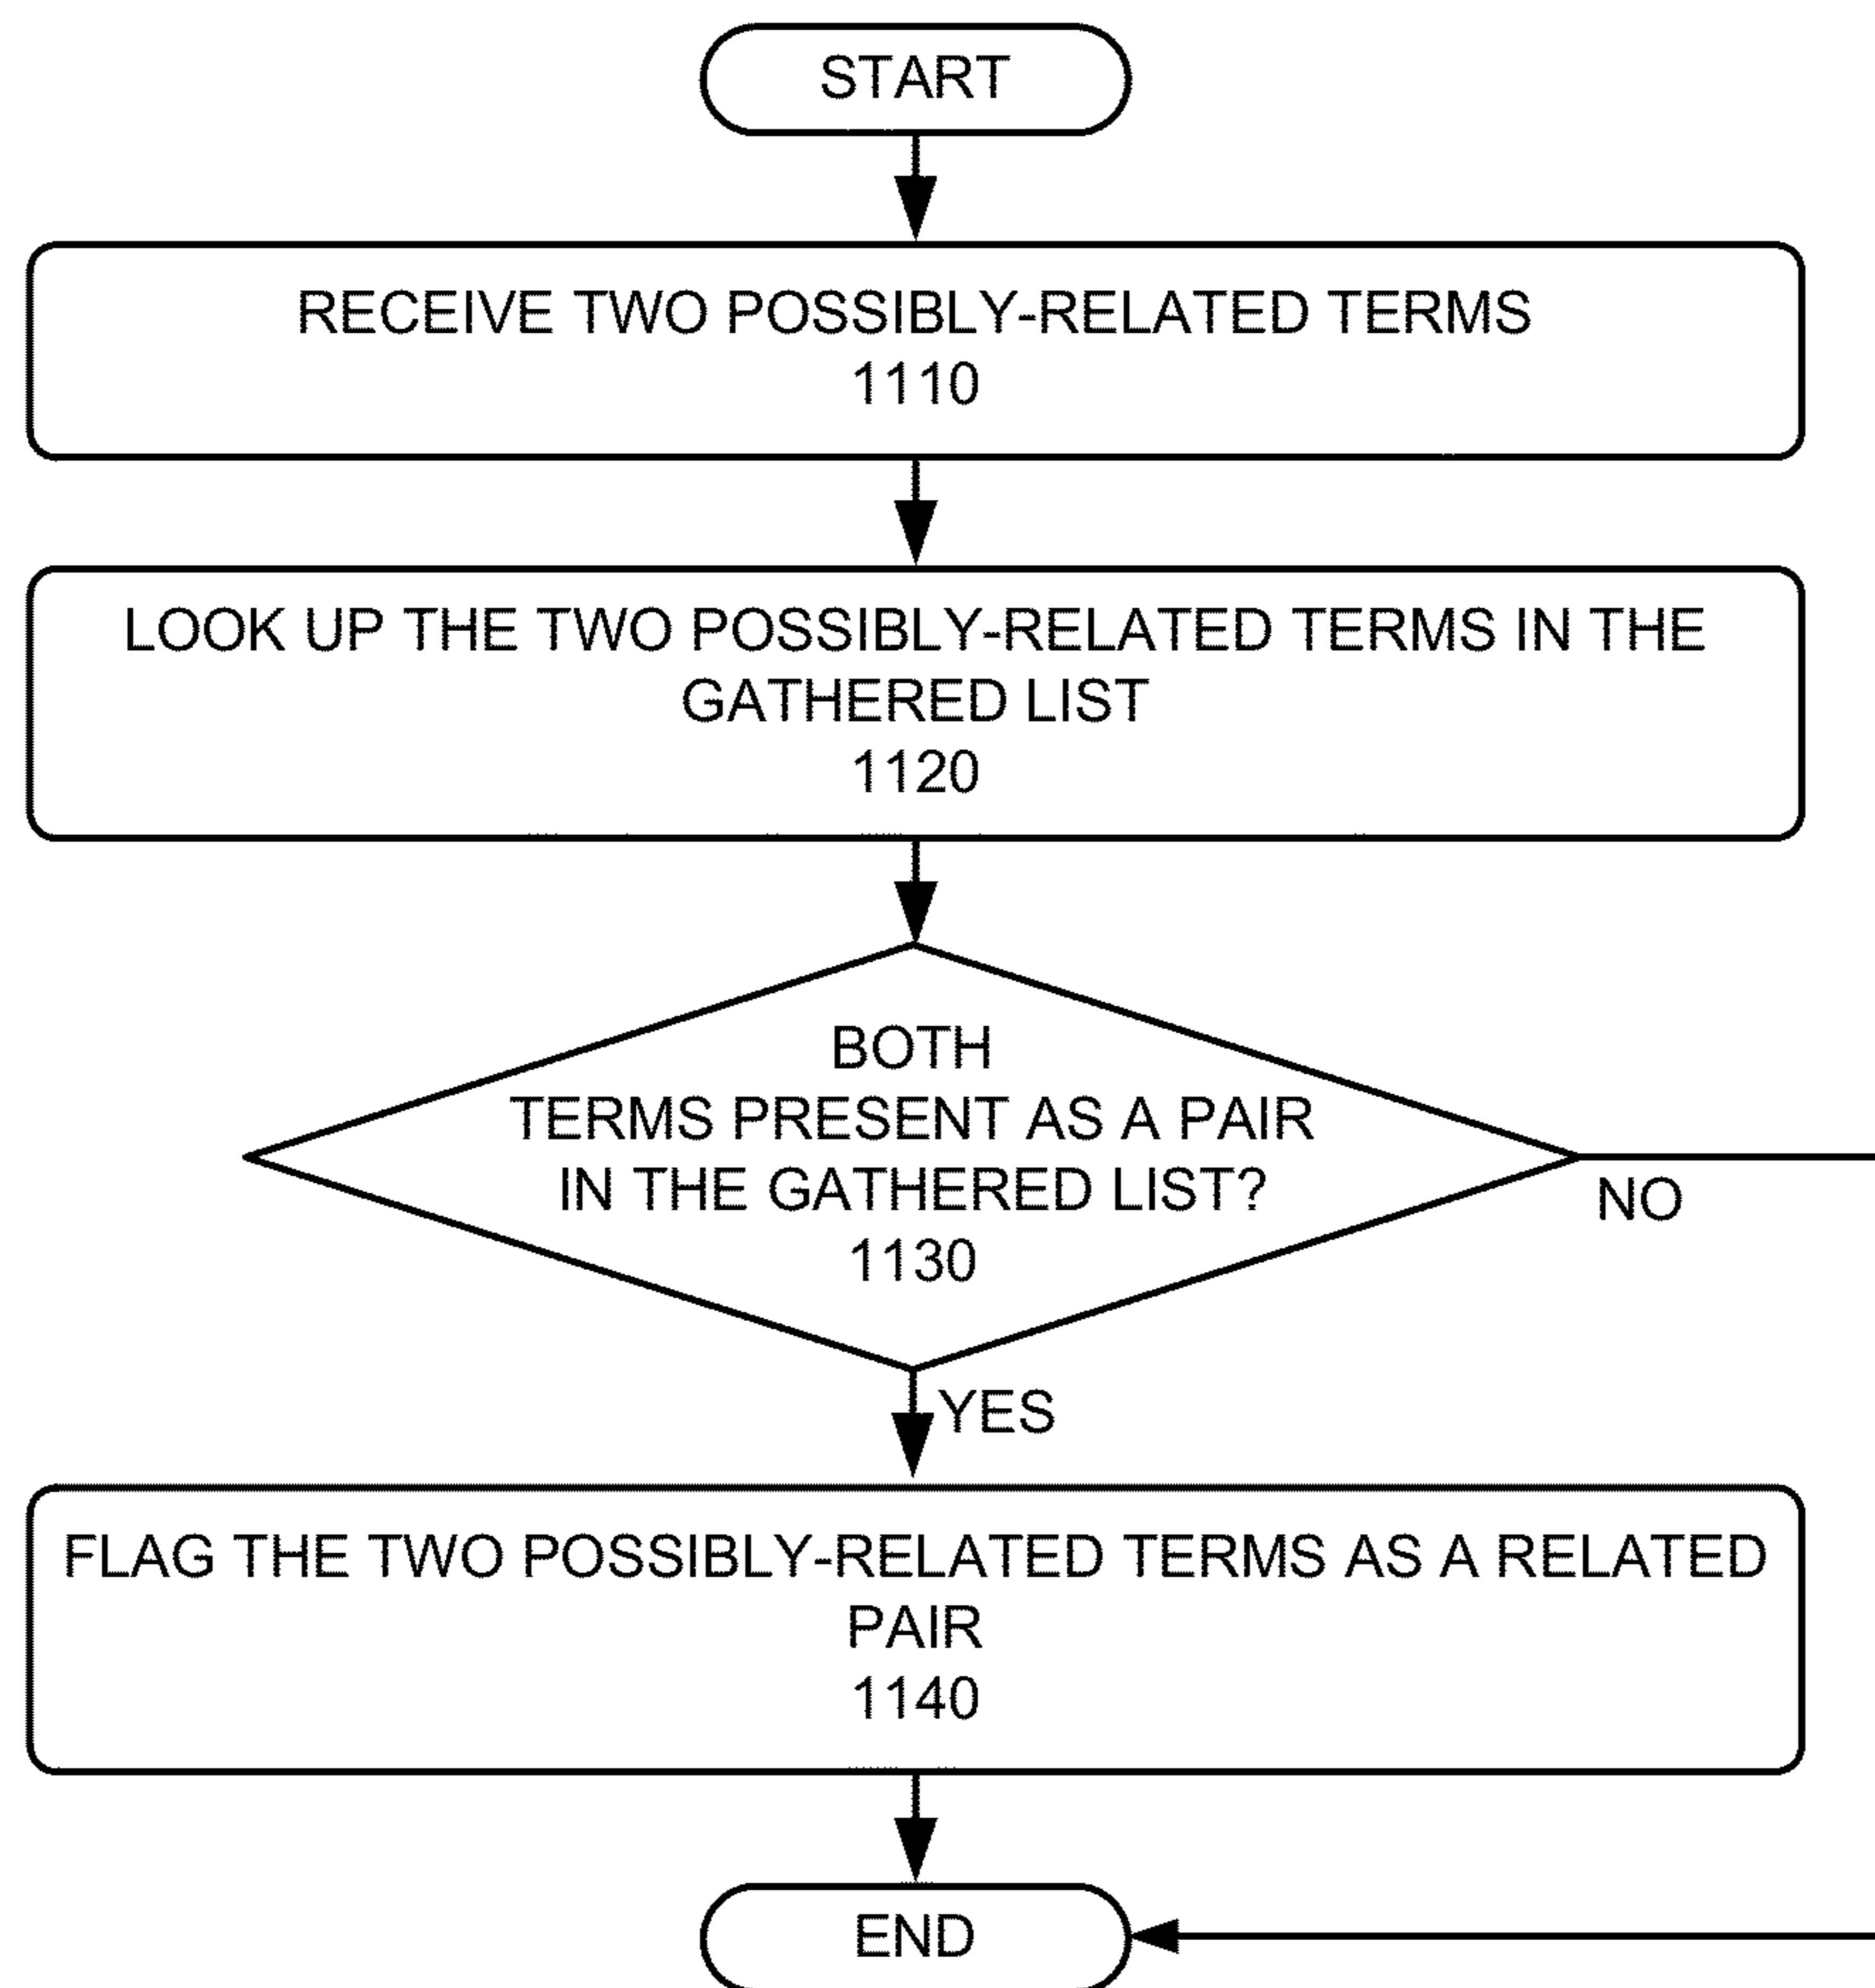 START
RECEIVE TWO POSSIBLY-RELATED TERMS
1110
LOOK UP THE TWO POSSIBLY-RELATED TERMS IN THE
GATHERED LIST
1120
BOTH
TERMS PRESENT AS A PAIR
IN THE GATHERED LIST?
1130
NO
YES
FLAG THE TWO POSSIBLY-RELATED TERMS AS A RELATED
PAIR
1140
END